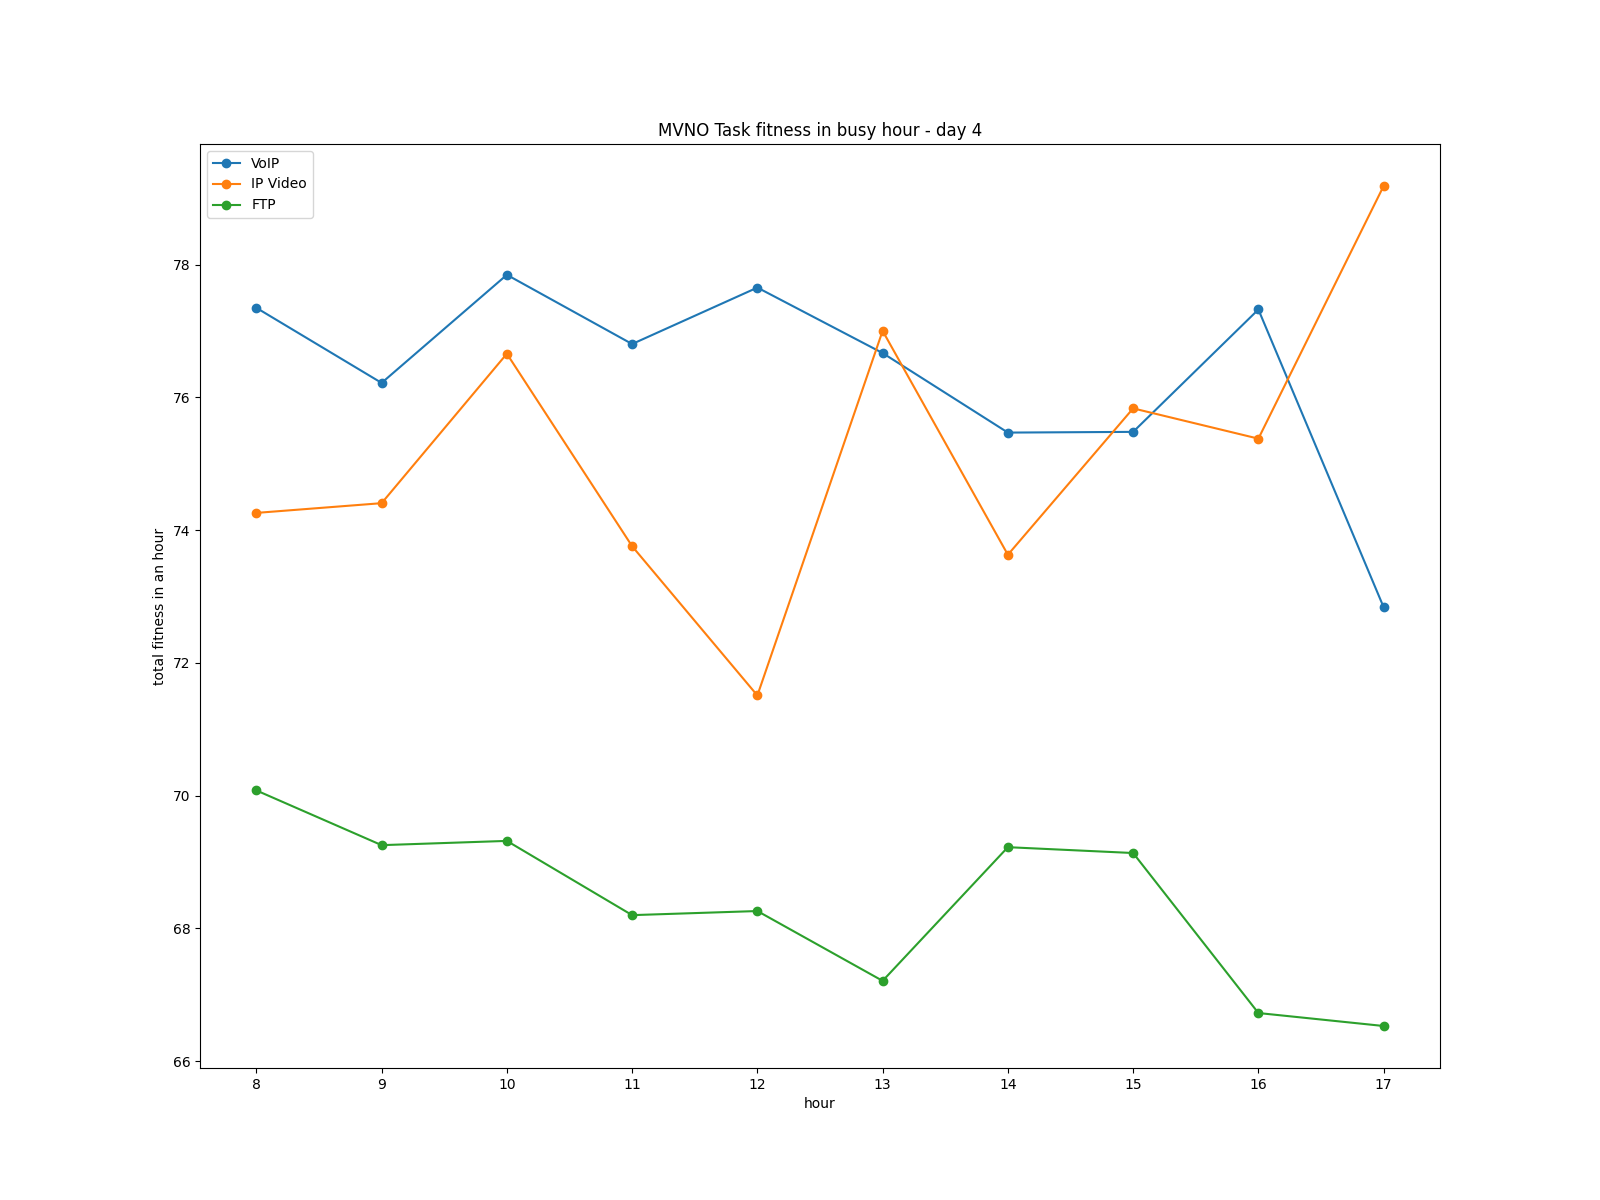 MVNO Task fitness in busy hour - day 4
VoIP
IP Video
FTP
78
76
74
72
70
68
66
total fitness in an hour
8 9 10 11 12 13 14 15 16 17
hour